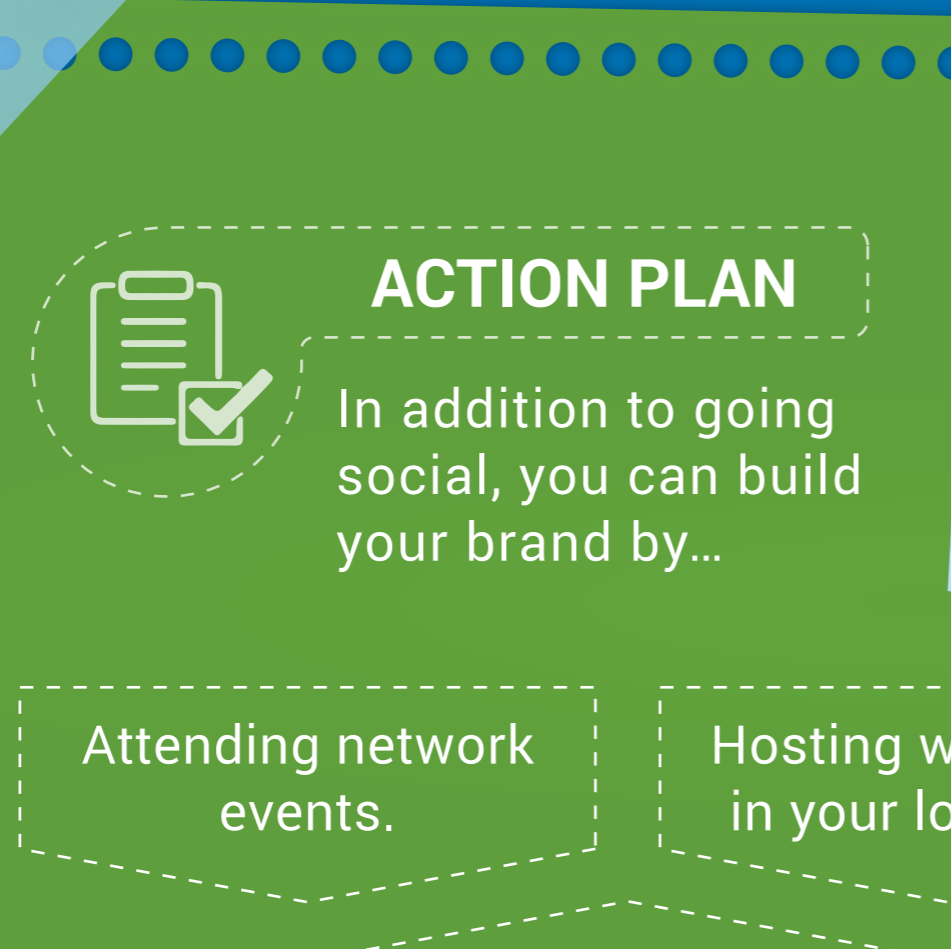 ACTION PLAN
In addition to going
social, you can build
your brand by...
Attending network
events.
Hosting
in your